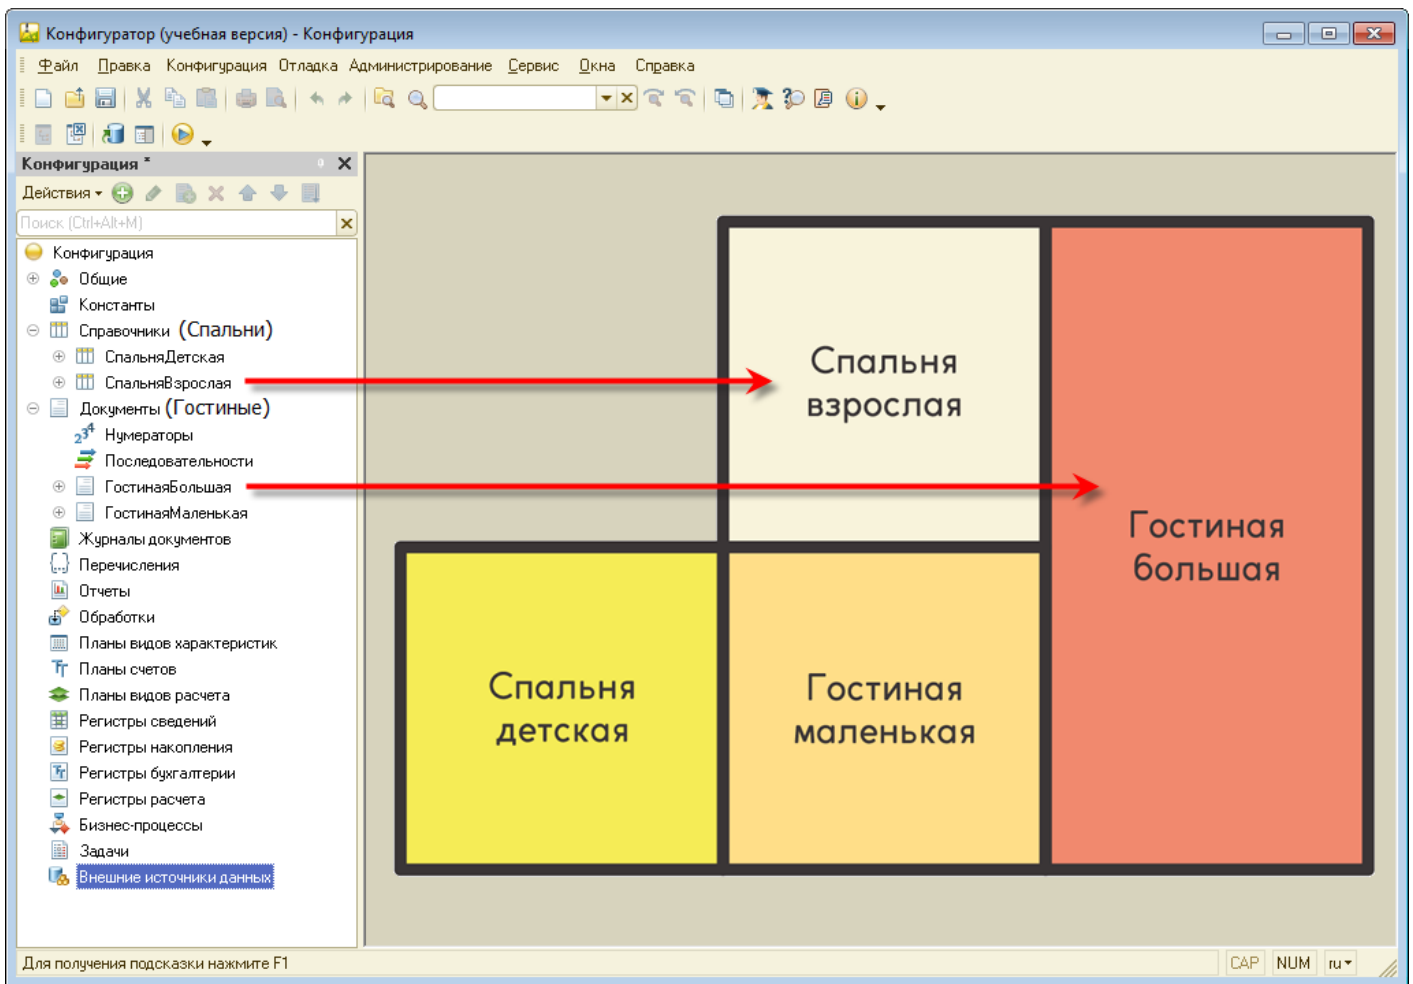 Конфигуратор (учебная версия) - Конфигурация
Файл Правка Конфигурация Отладка Администрирование Сервис Окна Справка
Конфигурация *
Действия
Поиск (Ctrl+Alt+M)
Конфигурация
Общие
Константы
Справочники (Спальни)
СпальняДетская
СпальняВзрослая
Документы (Гостиные)
Нумераторы
Последовательности
ГостинаяБольшая
ГостинаяМаленькая
Журналы документов
Перечисления
Отчеты
Обработки
Планы видов характеристик
Планы счетов
Планы видов расчета
Регистры сведений
Регистры накопления
Регистры бухгалтерии
Регистры расчета
Бизнес-процессы
Задачи
Внешние источники данных
Спальня
взрослая
Гостиная
большая
Спальня
детская
Гостиная
маленькая
Для получения подсказки нажмите F1
CAP NUM ru